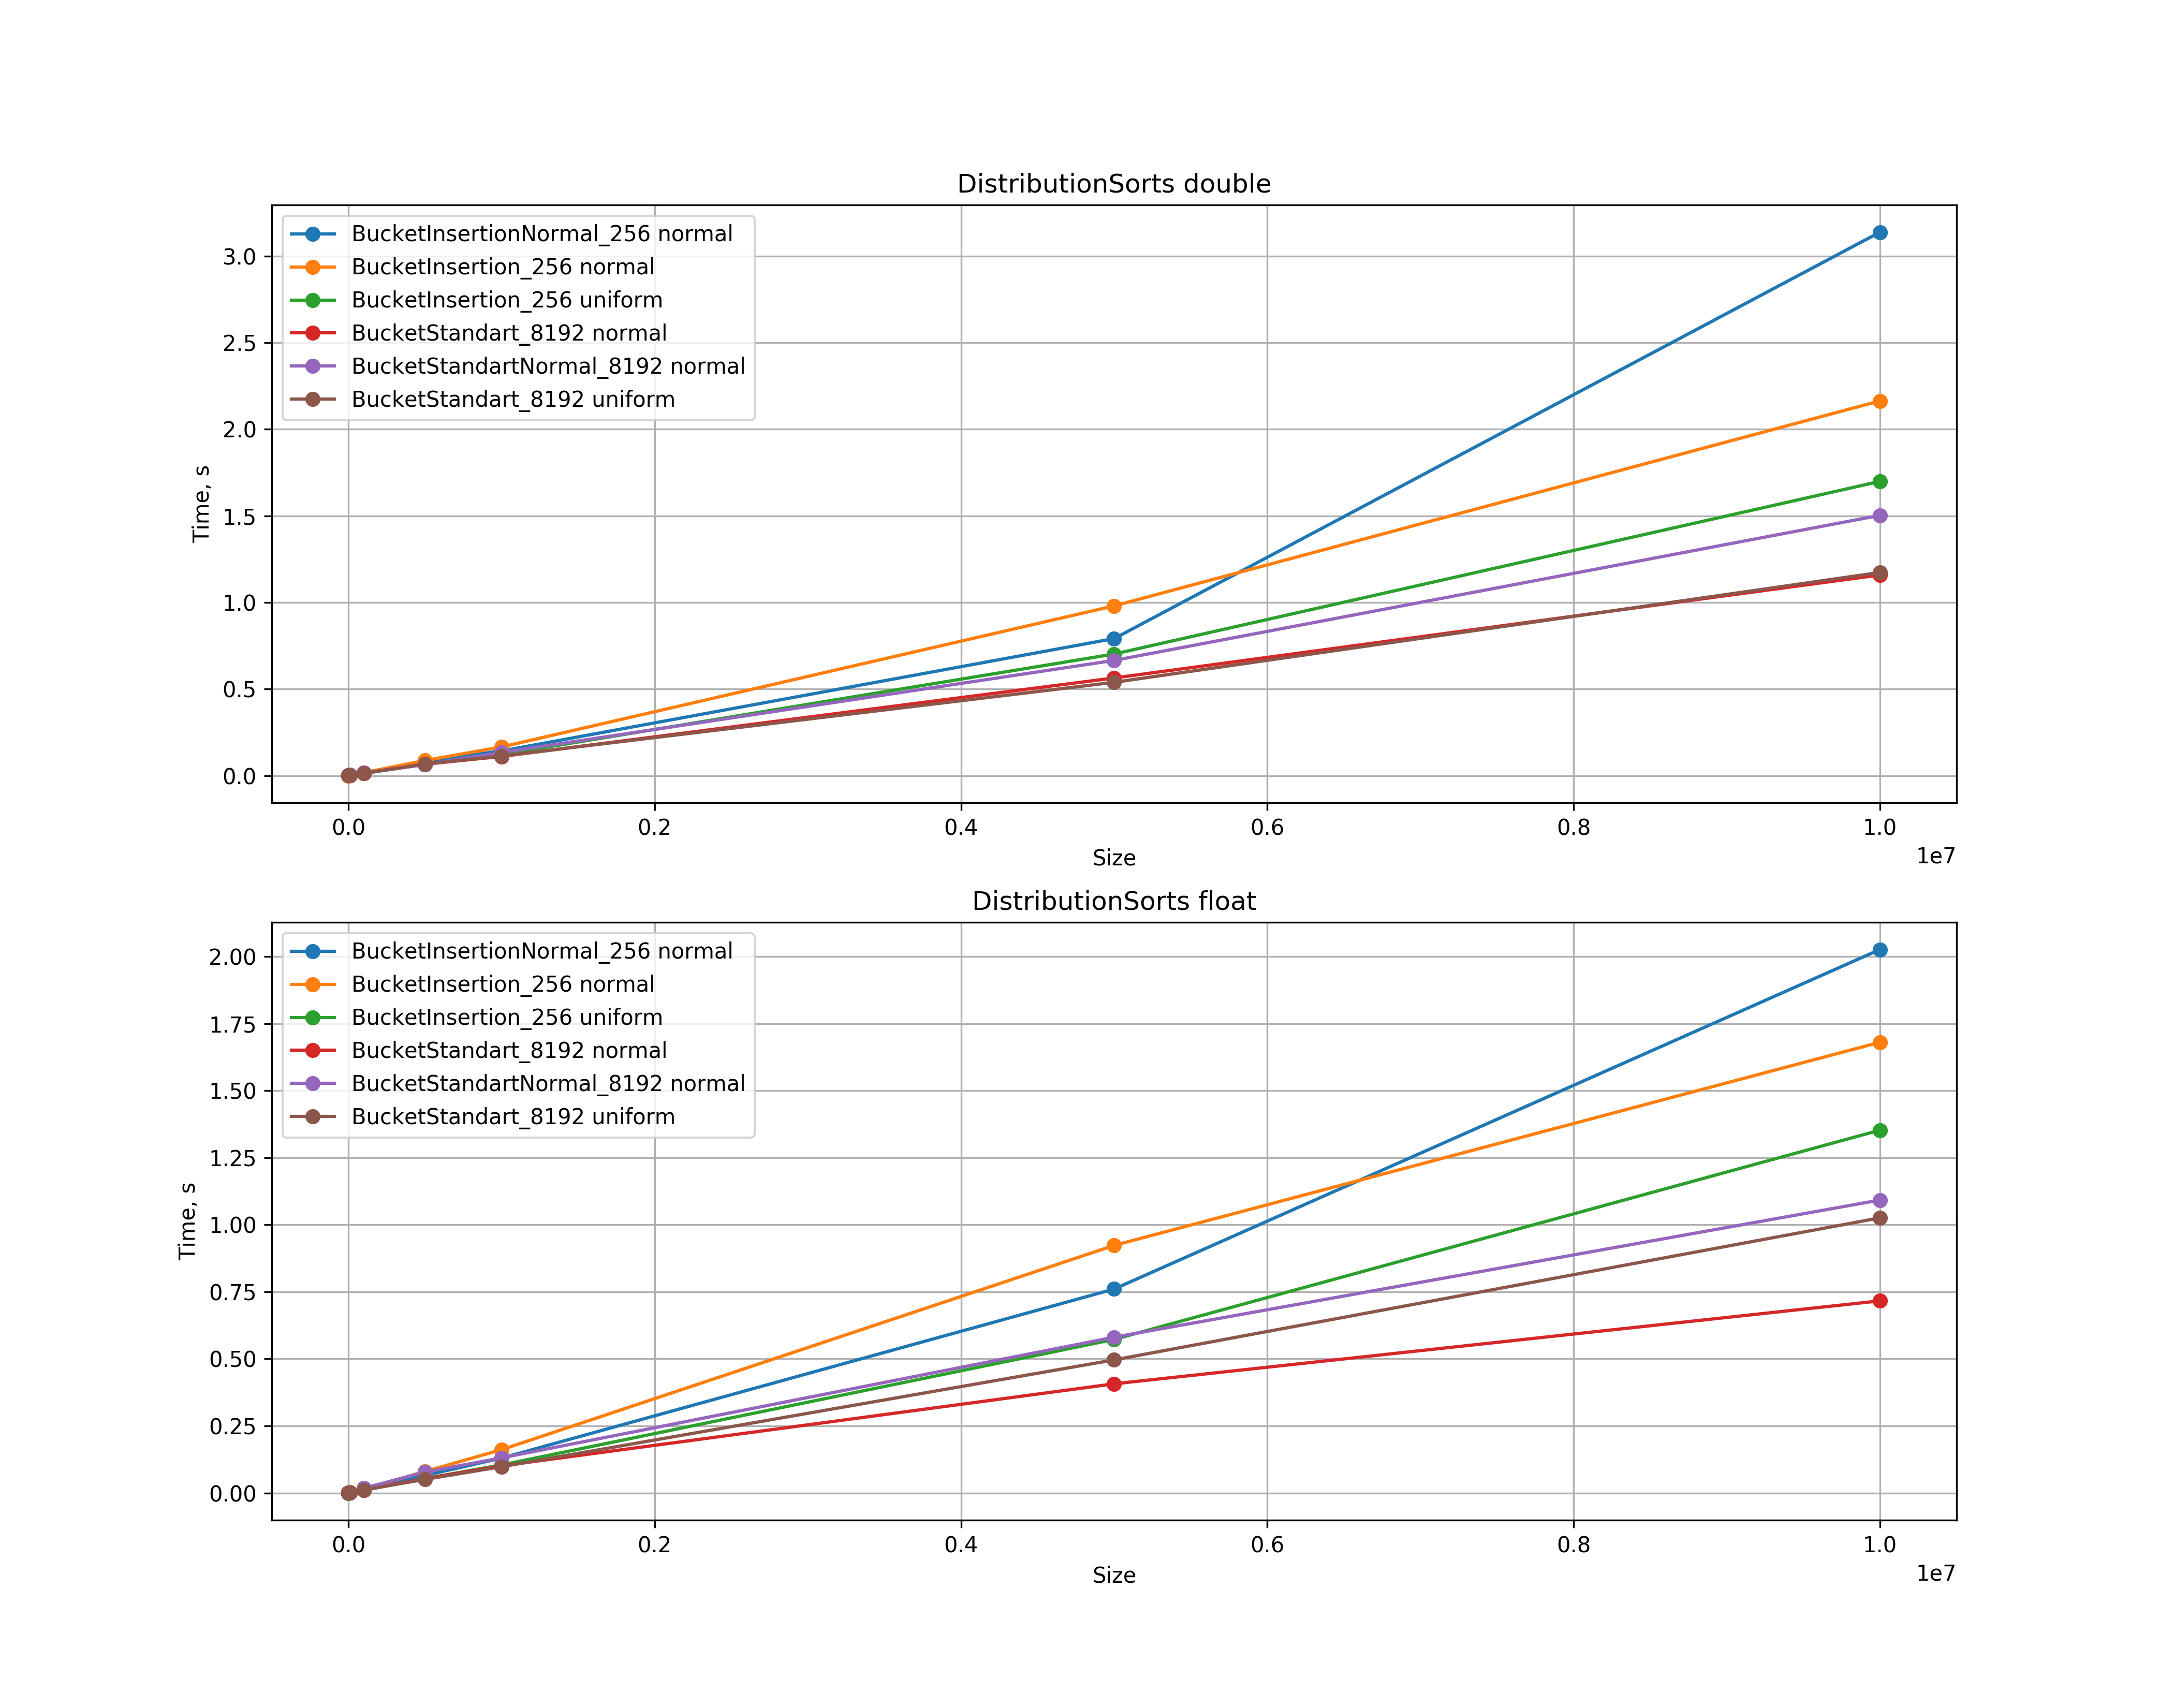 DistributionSorts double
BucketInsertionNormal_256 normal
BucketInsertion_256 normal
BucketInsertion_256 uniform
BucketStandart_8192 normal
BucketStandartNormal_8192 normal
BucketStandart_8192 uniform
3.0
2.5
2.0
1.5
1.0
0.5
0.0
Time, s
0.0 0.2 0.4 0.6 0.8 1.0
1e7
Size
DistributionSorts float
BucketInsertionNormal_256 normal
BucketInsertion_256 normal
BucketInsertion_256 uniform
BucketStandart_8192 normal
BucketStandartNormal_8192 normal
BucketStandart_8192 uniform
2.00
1.75
1.50
1.25
1.00
0.75
0.50
0.25
0.00
Time, s
0.0 0.2 0.4 0.6 0.8 1.0
1e7
Size